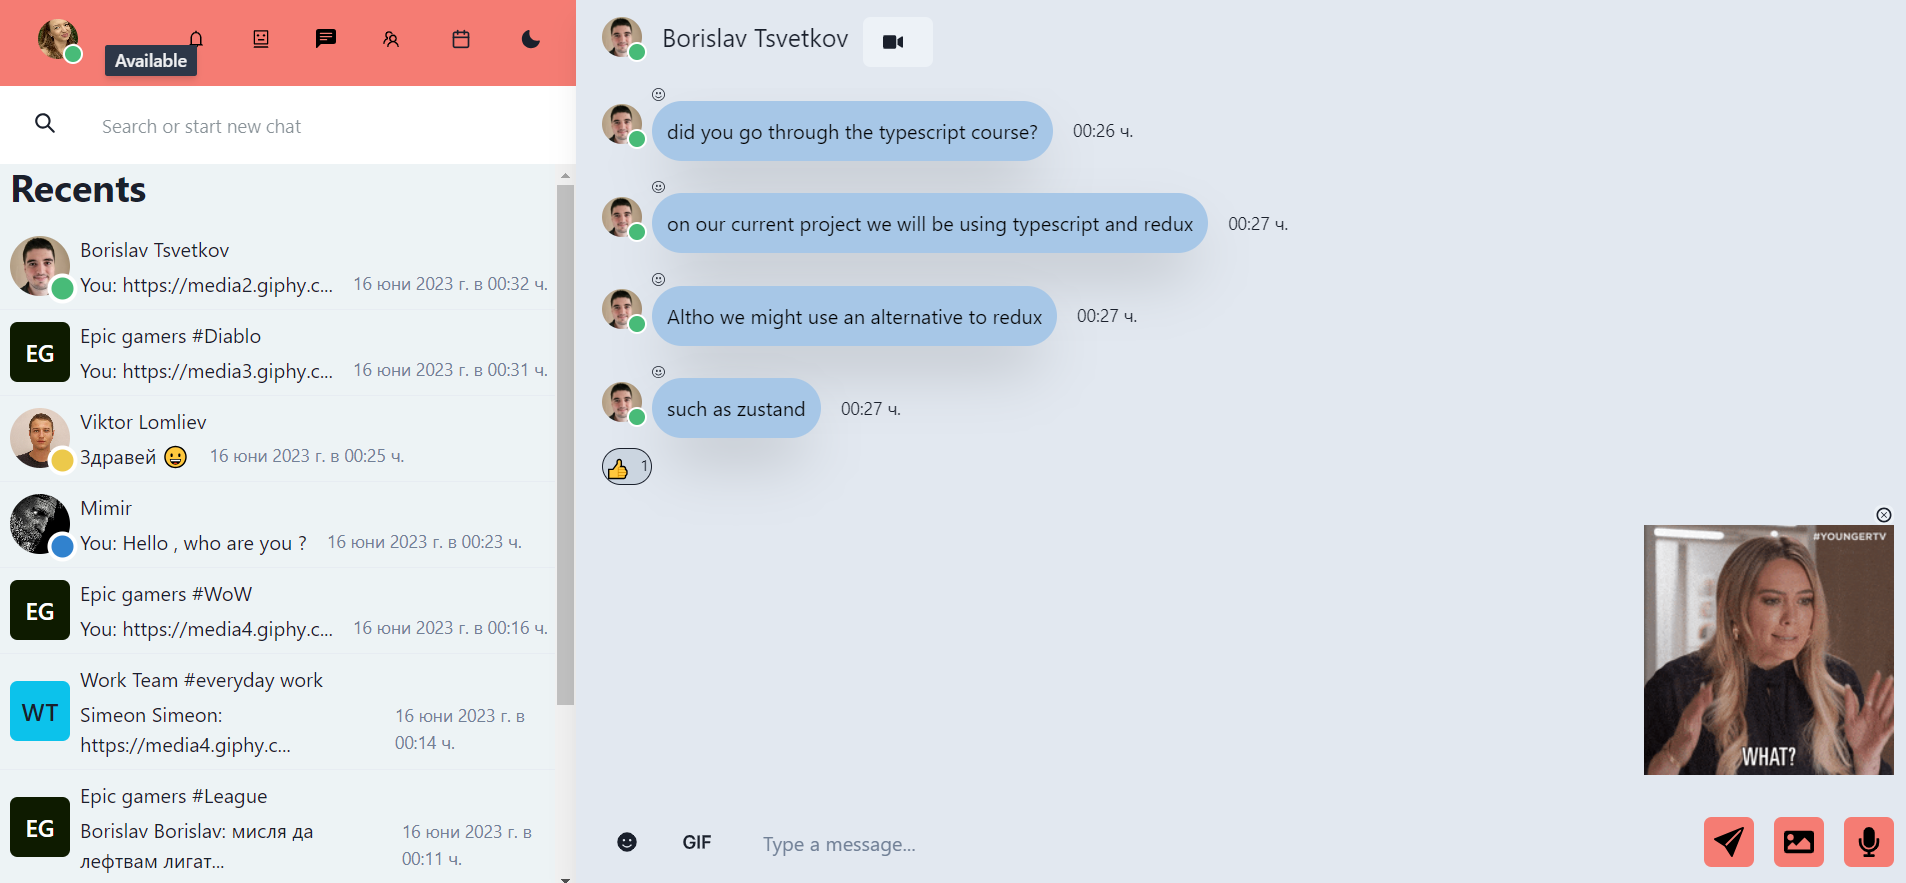 Available
Search or start new chat
Recents
Borislav Tsvetkov
You: https://media2.giphy.c... 16 юни 2023 г. в 00:32 ч.
EG
Epic gamers #Diablo
You: https://media3.giphy.c... 16 юни 2023 г. в 00:31 ч.
Viktor Lomliev
Здравей 😀 16 юни 2023 г. в 00:25 ч.
Mimir
You: Hello , who are you ? 16 юни 2023 г. в 00:23 ч.
EG
Epic gamers #WoW
You: https://media4.giphy.c... 16 юни 2023 г. в 00:16 ч.
WT
Work Team #everyday work
Simeon Simeon:
https://media4.giphy.c...
16 юни 2023 г. в
00:14 ч.
EG
Epic gamers #League
Borislav Borislav: мисля да
лефтвам лигат...
16 юни 2023 г. в
00:11 ч.
Borislav Tsvetkov
did you go through the typescript course? 00:26 ч.
on our current project we will be using typescript and redux 00:27 ч.
Altho we might use an alternative to redux 00:27 ч.
such as zustand 00:27 ч.
👍 1
#YOUNGERTV
WHAT?
GIF
Type a message...